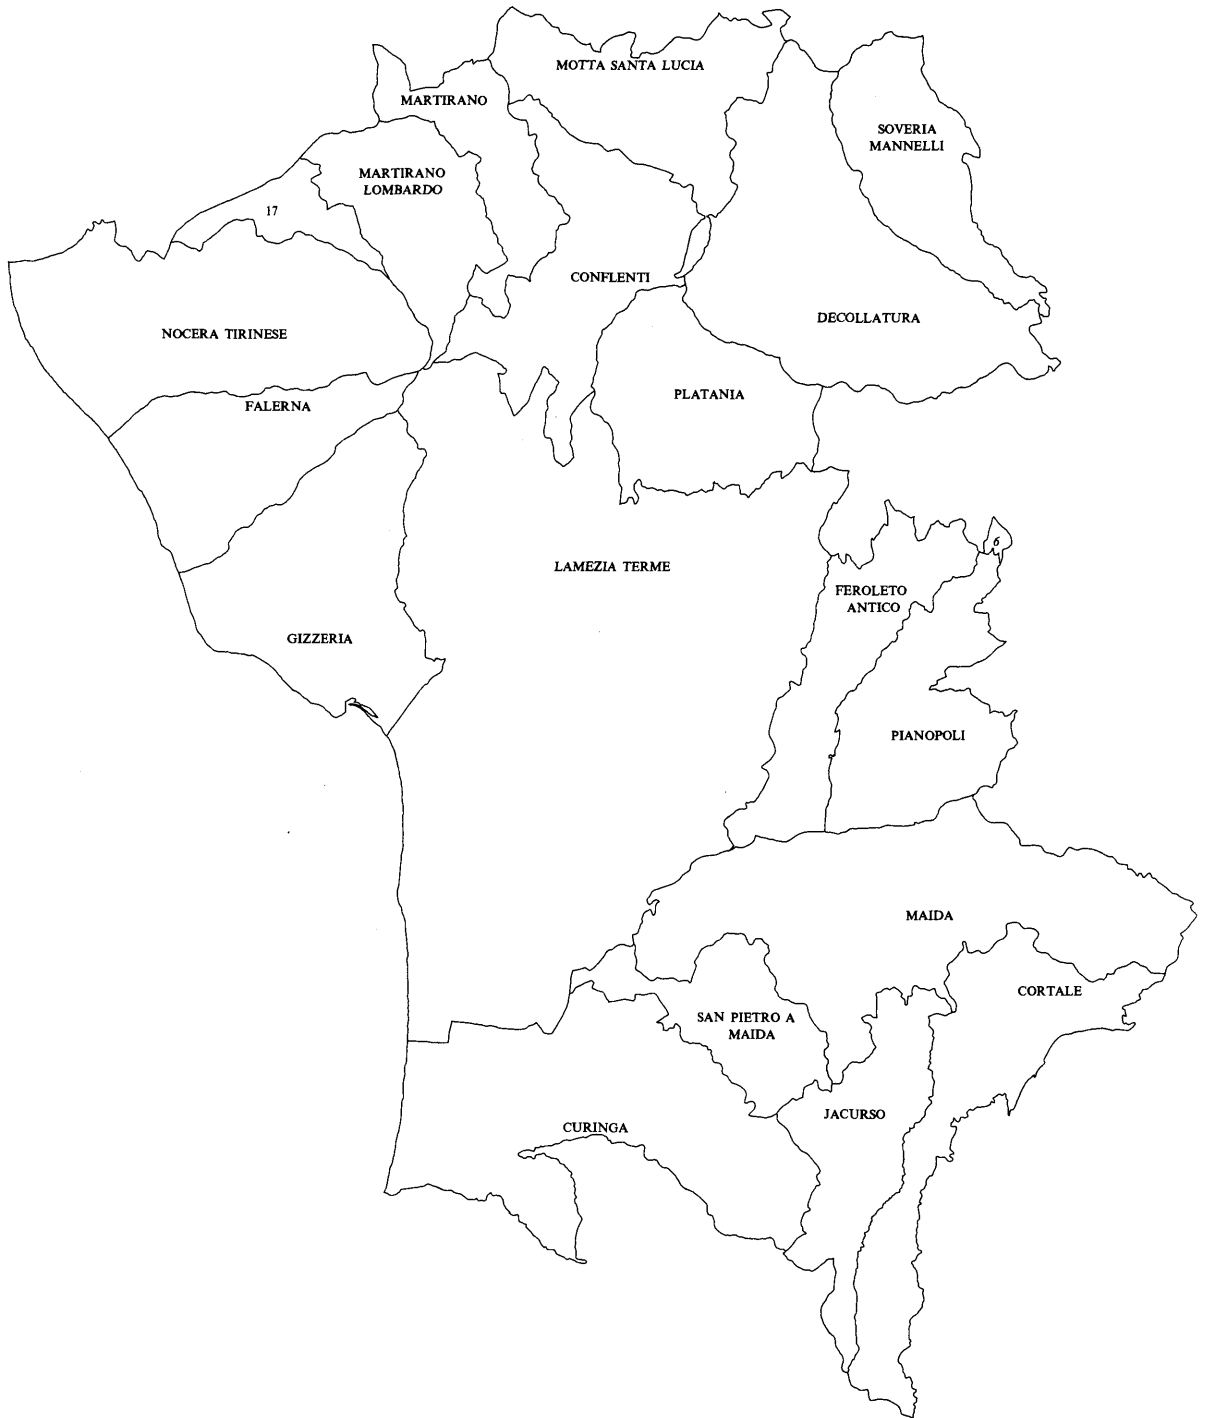 MOTTA SANTA LUCIA
MARTIRANO
SOVERIA
MANNELLI
MARTIRANO
LOMBARDO
17
CONFLENTI
DECOLLATURA
NOCERA TIRINESE
PLATANIA
FALERNA
6
LAMEZIA TERME
FEROLETO
ANTICO
GIZZERIA
PIANOPOLI
MAIDA
CORTALE
SAN PIETRO A
MAIDA
JACURSO
CURINGA